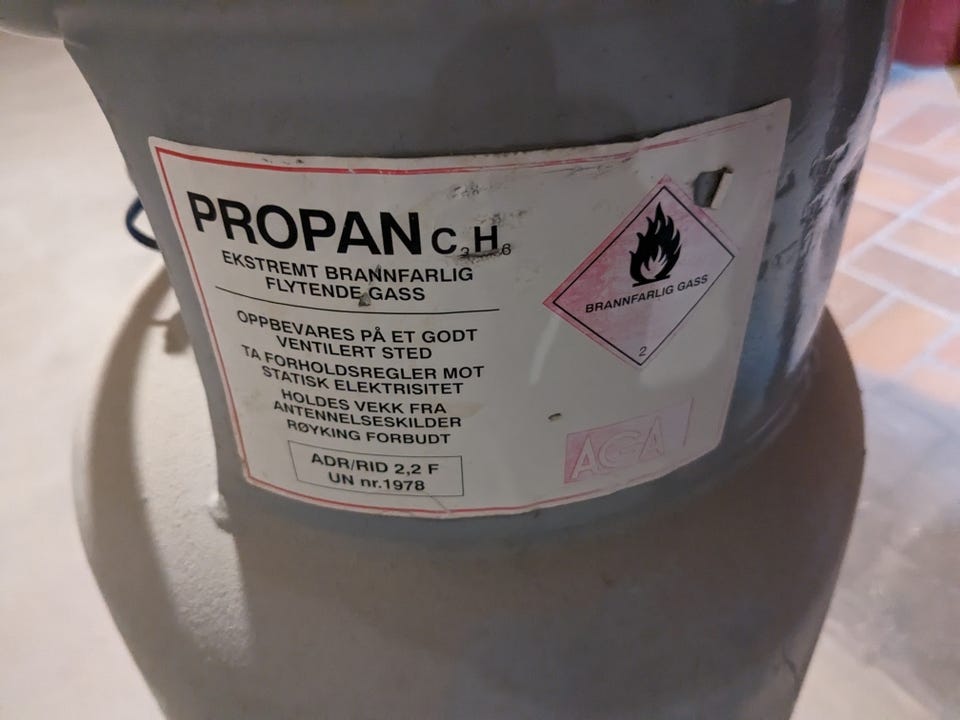 PROPAN C3H6
EKSTREMT BRANNFARLIG
FLYTENDE GASS
OPPBEVARES PÅ ET GODT
VENTILERT STED
TA FORHOLDSREGLER MOT
STATISK ELEKTRISITET
HOLDES VEKK FRA
ANTENNELSESKILDER
RØYKING FORBUDT
ADR/RID 2,2 F
UN nr.1978
BRANNFARLIG GASS
2
AGA